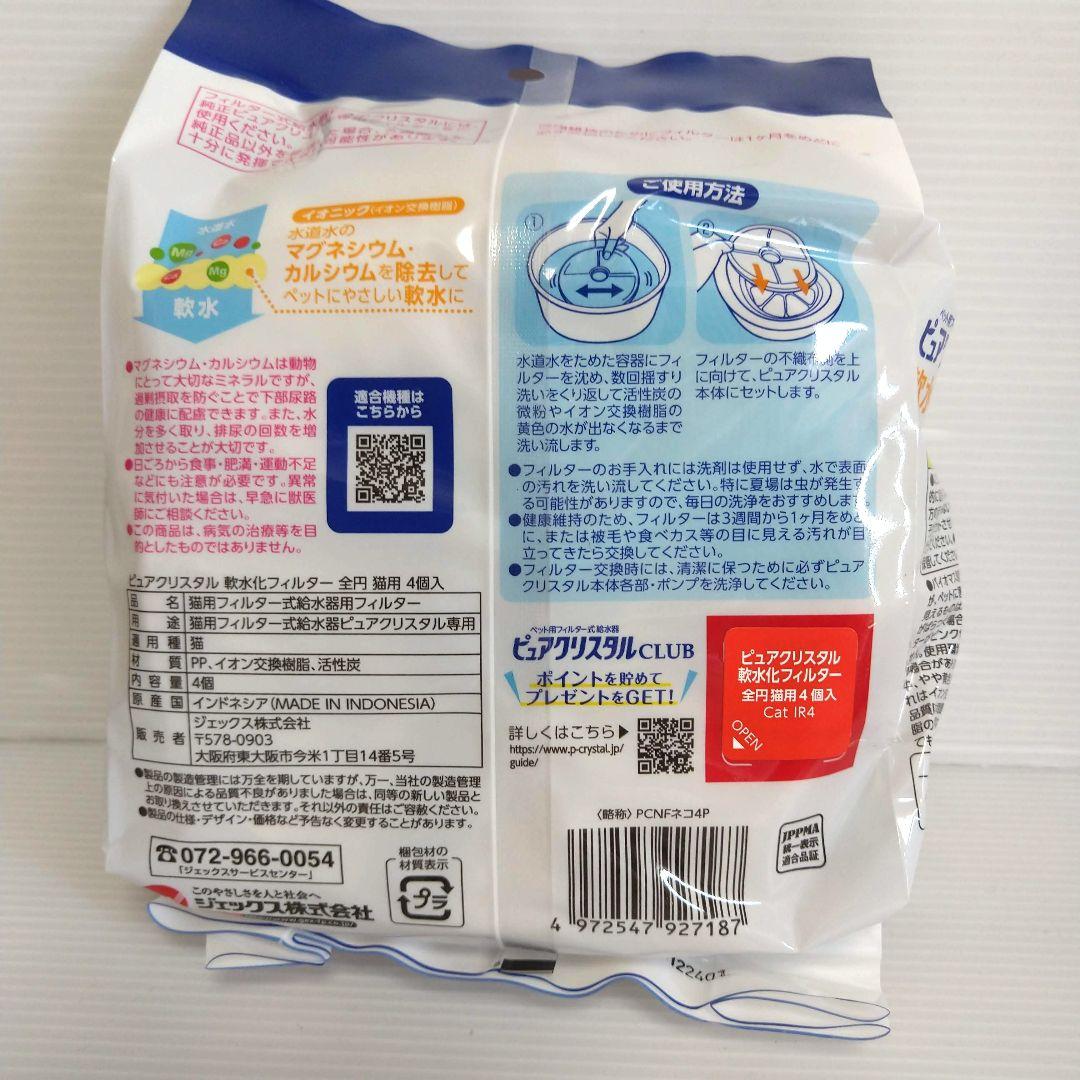 純正ピュアクリ
使用ください。
純正品以外を
十分に発揮
イオニック(イオン交換樹脂)
水道水の
マグネシウム・
カルシウムを除去して
ペットにやさしい軟水に
水道水
Mg
Mg
軟水
●マグネシウム・カルシウムは動物
にとって大切なミネラルですが、
過剰摂取を防ぐことで下部尿路
の健康に配慮できます。また、水
分を多く取り、排尿の回数を増
加させることが大切です。
●日ごろから食事・肥満・運動不足
などにも注意が必要です。異常
に気付いた場合は、早急に獣医
師にご相談ください。
●この商品は、病気の治療等を目
的としたものではありません。
適合機種は
こちらから
ピュアクリスタル 軟水化フィルター 全円 猫用 4個入
品名 猫用フィルター式給水器用フィルター
用途 猫用フィルター式給水器ピュアクリスタル専用
適用種 猫
材質 PP、イオン交換樹脂、活性炭
内容量 4個
原産国 インドネシア(MADE IN INDONESIA)
販売者 ジェックス株式会社
〒578-0903
大阪府東大阪市今米1丁目14番5号
●製品の製造管理には万全を期していますが、万一、当社の製造管理
上の原因による品質不良がありました場合は、同等の新しい製品と
お取り換えさせていただきます。それ以外の責任はご容赦ください。
●製品の仕様・デザイン・価格など予告なく変更することがあります。
☎072-966-0054
「ジェックスサービスセンター」
このやさしさを人と社会へ
ジェックス株式会社
梱包材の
材質表示
プラ
ご使用方法
①
②
水道水をためた容器にフィ
ルターを沈め、数回揺すり
洗いをくり返して活性炭の
微粉やイオン交換樹脂の
黄色の水が出なくなるまで
洗い流します。
フィルターの不織布側を上
に向けて、ピュアクリスタル
本体にセットします。
●フィルターのお手入れには洗剤は使用せず、水で表面
の汚れを洗い流してください。特に夏場は虫が発生す
る可能性がありますので、毎日の洗浄をおすすめします。
●健康維持のため、フィルターは3週間から1ヶ月をめど
に、または被毛や食べカス等の目に見える汚れが目
立ってきたら交換してください。
●フィルター交換時には、清潔に保つために必ずピュア
クリスタル本体各部・ポンプを洗浄してください。
ペット用フィルター式給水器
ピュアクリスタルCLUB
ポイントを貯めて
プレゼントをGET!
詳しくはこちら▶
https://www.p-crystal.jp/
guide/
ピュアクリスタル
軟水化フィルター
全円猫用4個入
Cat IR4
OPEN
〈略称〉PCNFネコ4P
4 972547 927187
JPPMA
統一表示
適合品証